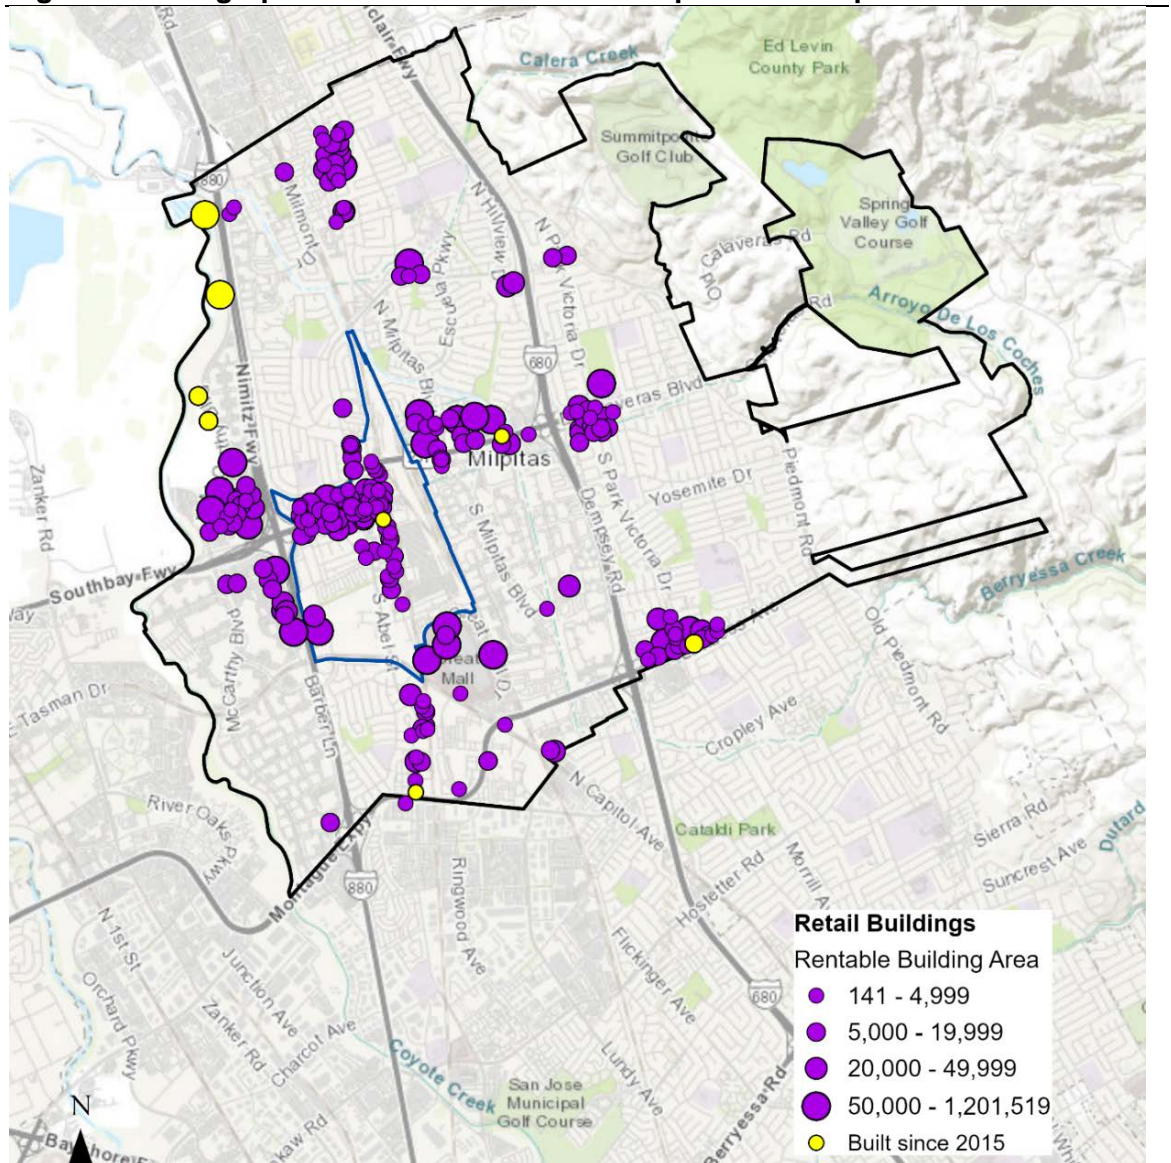 Calera Creek
Ed Levin
County Park
Summitpointe
Golf Club
Spring
Valley Golf
Course
Calaveras Rd
Arroyo De Los Coches
880
Milmont Dr
N Hillview D
N Park Victoria Dr
Escuela Pkwy
N Milpitas Blvd
680
Nimitz Fwy
Milpitas
Yosemite Dr
Piedmont Rd
S Park Victoria Dr
Dempsey Rd
S Milpitas Blvd
Zanker Rd
Southbay Fwy
Berryessa Creek
Old Piedmont Rd
S Abel St
Mall
McCarthy Blvd
Tasman Dr
Barber Ln
Cropley Ave
N Capitol Ave
River Oaks Pkwy
Cataldi Park
Sierra Rd
Suncrest Ave
Dutard
Montague Expy
880
Ringwood Ave
Hostetter Rd
Morrill Av
N 1st St
Junction Ave
Flickinger Ave
Orchard Pkwy
Zanker Rd
Charcot Ave
680
Coyote Creek
San Jose
Municipal
Golf Course
Lundy Ave
Berryessa Rd
N
Retail Buildings
Rentable Building Area
141 - 4,999
5,000 - 19,999
20,000 - 49,999
50,000 - 1,201,519
Built since 2015